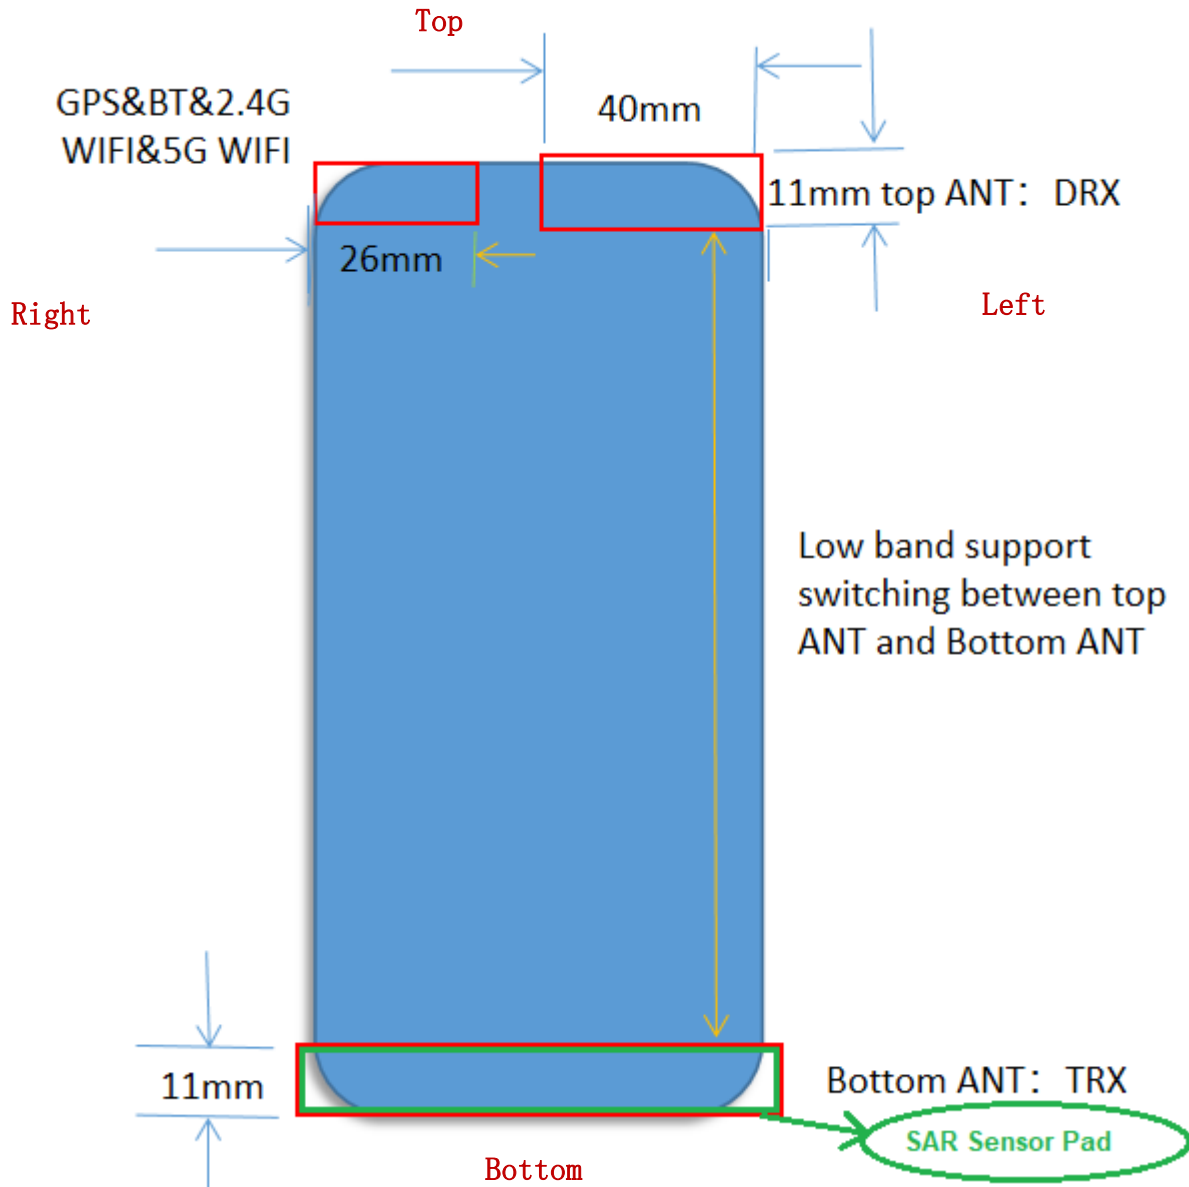 Top
GPS&BT&2.4G
WIFI&5G WIFI
40mm
11mm top ANT：DRX
26mm
Right
Left
Low band support
switching between top
ANT and Bottom ANT
11mm
Bottom ANT：TRX
SAR Sensor Pad
Bottom